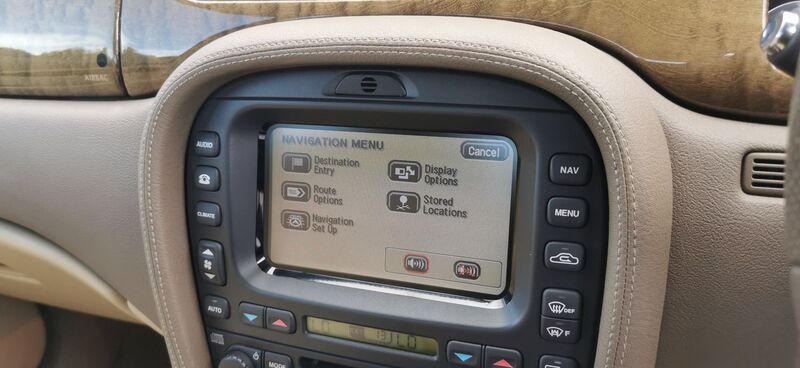 AIRBAG
NAVIGATION MENU
Cancel
Destination
Entry
Display
Options
Route
Options
Stored
Locations
Navigation
Set Up
AUDIO
CLIMATE
AUTO
NAV
MENU
DEF
F
MODE